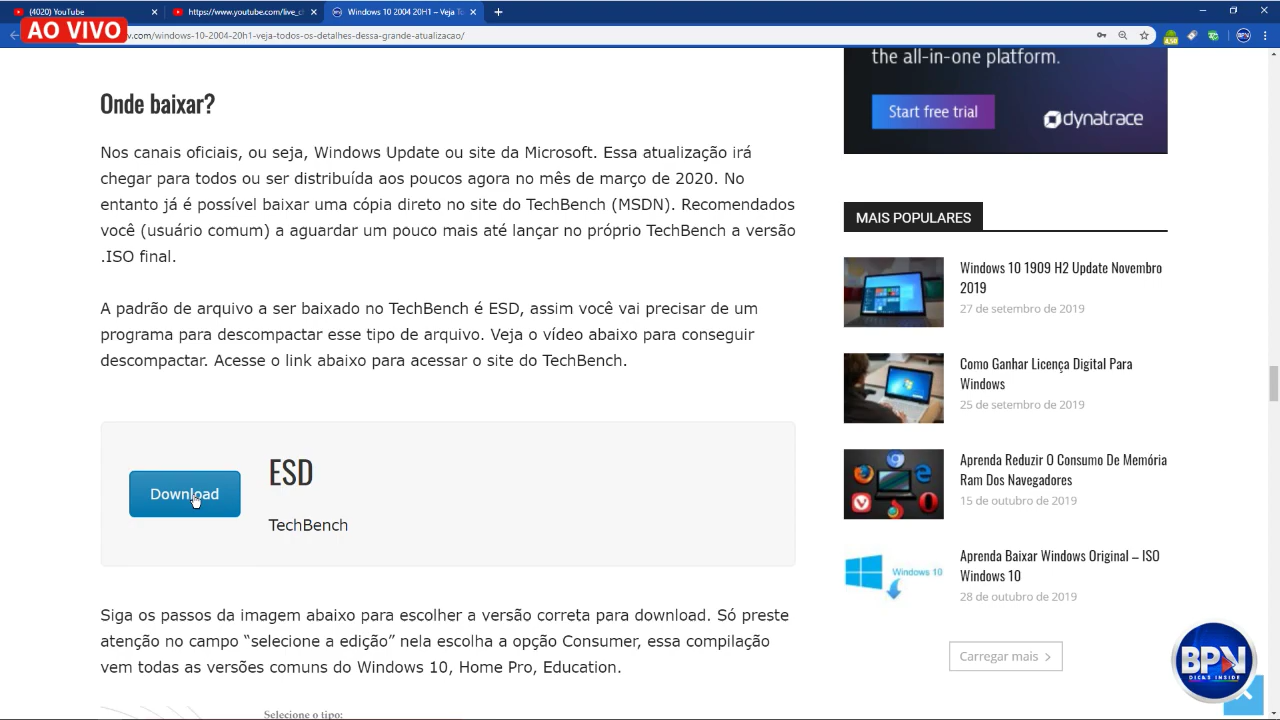 (4020) YouTube
https://www.youtube.com/live_c
Windows 10 2004 20H1 – Veja T
AO VIVO
.com/windows-10-2004-20h1-veja-todos-os-detalhes-dessa-grande-atualizacao/
Onde baixar?
Nos canais oficiais, ou seja, Windows Update ou site da Microsoft. Essa atualização irá
chegar para todos ou ser distribuída aos poucos agora no mês de março de 2020. No
entanto já é possível baixar uma cópia direto no site do TechBench (MSDN). Recomendados
você (usuário comum) a aguardar um pouco mais até lançar no próprio TechBench a versão
.ISO final.
A padrão de arquivo a ser baixado no TechBench é ESD, assim você vai precisar de um
programa para descompactar esse tipo de arquivo. Veja o vídeo abaixo para conseguir
descompactar. Acesse o link abaixo para acessar o site do TechBench.
Download
ESD
TechBench
Siga os passos da imagem abaixo para escolher a versão correta para download. Só preste
atenção no campo “selecione a edição” nela escolha a opção Consumer, essa compilação
vem todas as versões comuns do Windows 10, Home Pro, Education.
Selecione o tipo:
the all-in-one platform.
Start free trial
dynatrace
MAIS POPULARES
Windows 10 1909 H2 Update Novembro
2019
27 de setembro de 2019
Como Ganhar Licença Digital Para
Windows
25 de setembro de 2019
Aprenda Reduzir O Consumo De Memória
Ram Dos Navegadores
15 de outubro de 2019
Windows 10
Aprenda Baixar Windows Original – ISO
Windows 10
28 de outubro de 2019
Carregar mais
BPV
DICAS INSIDE